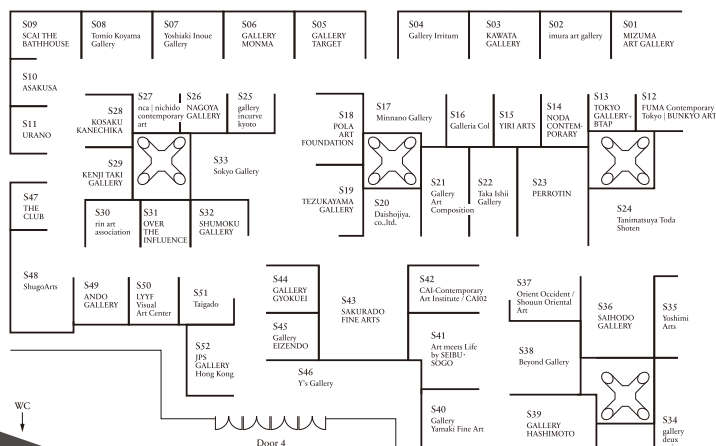 S09
SCAI THE
BATHHOUSE
S08
Tomio Koyama
Gallery
S07
Yoshiaki Inoue
Gallery
S06
GALLERY
MONMA
S05
GALLERY
TARGET
S04
Gallery Irritum
S03
KAWATA
GALLERY
S02
imura art gallery
S01
MIZUMA
ART GALLERY
S10
ASAKUSA
S11
URANO
S28
KOSAKU
KANECHIKA
S27
nca | nichido
contemporary
art
S26
NAGOYA
GALLERY
S25
gallery
incurve
kyoto
S18
POLA
ART
FOUNDATION
S17
Minnano Gallery
S16
Galleria Col
S15
YIRI ARTS
S14
NODA
CONTEM-
PORARY
S13
TOKYO
GALLERY+
BTAP
S12
FUMA Contemporary
Tokyo | BUNKYO ART
S29
KENJI TAKI
GALLERY
S33
Sokyo Gallery
S19
TEZUKAYAMA
GALLERY
S20
Daishojiya.
co.,ltd.
S21
Gallery
Art
Composition
S22
Taka Ishii
Gallery
S23
PERROTIN
S24
Tanimatsuya Toda
Shoten
S47
THE
CLUB
S30
rin art
association
S31
OVER
THE
INFLUENCE
S32
SHUMOKU
GALLERY
S48
ShugoArts
S49
ANDO
GALLERY
S50
LYYF
Visual
Art Center
S51
Taigado
S44
GALLERY
GYOKUEI
S43
SAKURADO
FINE ARTS
S42
CAI-Contemporary
Art Institute / CAI02
S37
Orient Occident /
Shouun Oriental
Art
S36
SAIHODO
GALLERY
S35
Yoshimi
Arts
S52
JPS
GALLERY
Hong Kong
S45
Gallery
EIZENDO
S46
Y's Gallery
S41
Art meets Life
by SEIBU・
SOGO
S38
Beyond Gallery
S40
Gallery
Yamaki Fine Art
S39
GALLERY
HASHIMOTO
S34
gallery
deux
WC
Door 4